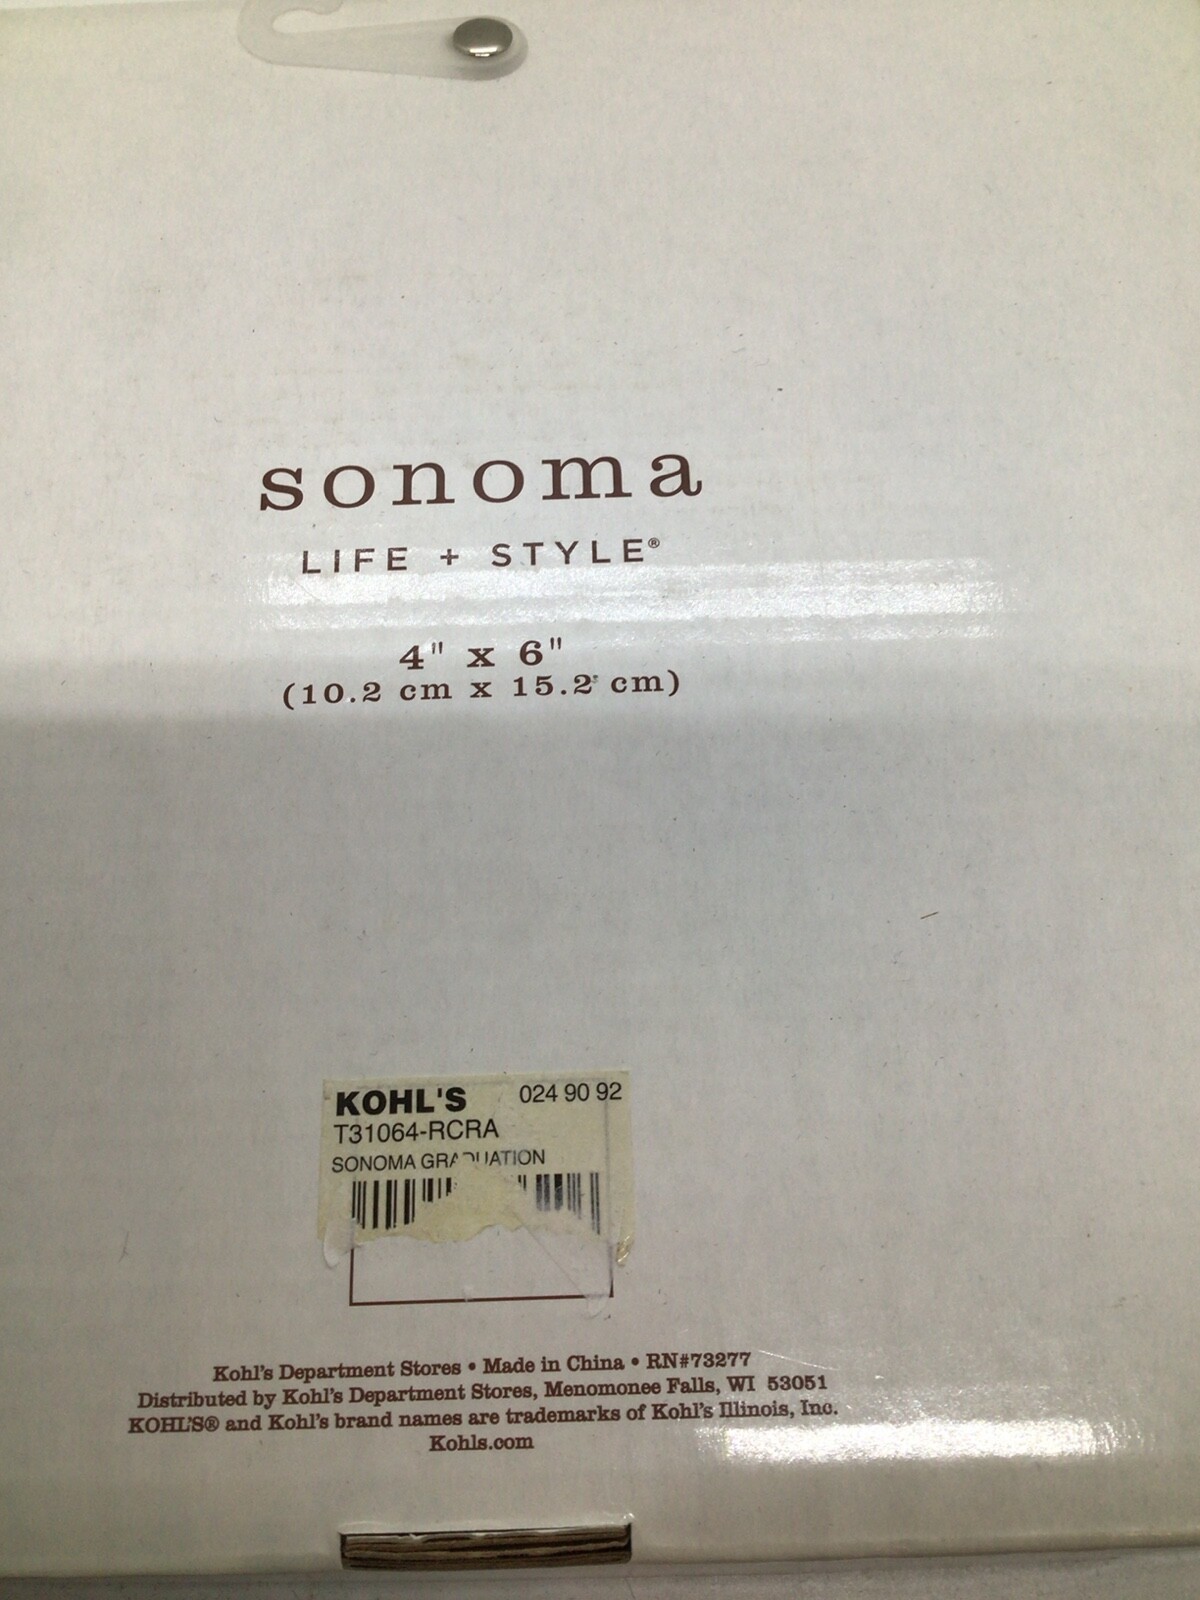 sonoma
LIFE + STYLE®
4" x 6"
(10.2 cm x 15.2 cm)
KOHL'S 024 90 92
T31064-RCRA
SONOMA GRADUATION
Kohl's Department Stores • Made in China • RN#73277
Distributed by Kohl's Department Stores, Menomonee Falls, WI 53051
KOHL'S® and Kohl's brand names are trademarks of Kohl's Illinois, Inc.
Kohls.com